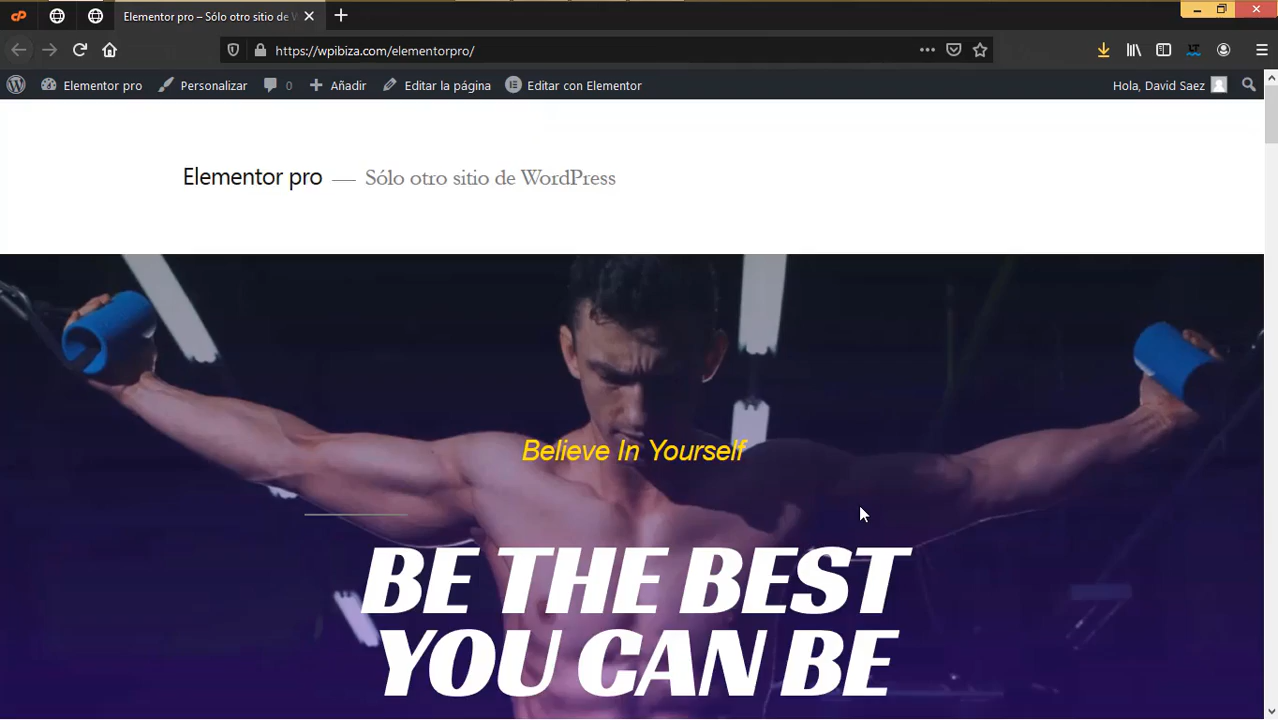 Elementor pro – Sólo otro sitio de W
https://wpibiza.com/elementorpro/
Elementor pro Personalizar 0 Añadir Editar la página Editar con Elementor Hola, David Saez
Elementor pro — Sólo otro sitio de WordPress
Believe In Yourself
BE THE BEST
YOU CAN BE